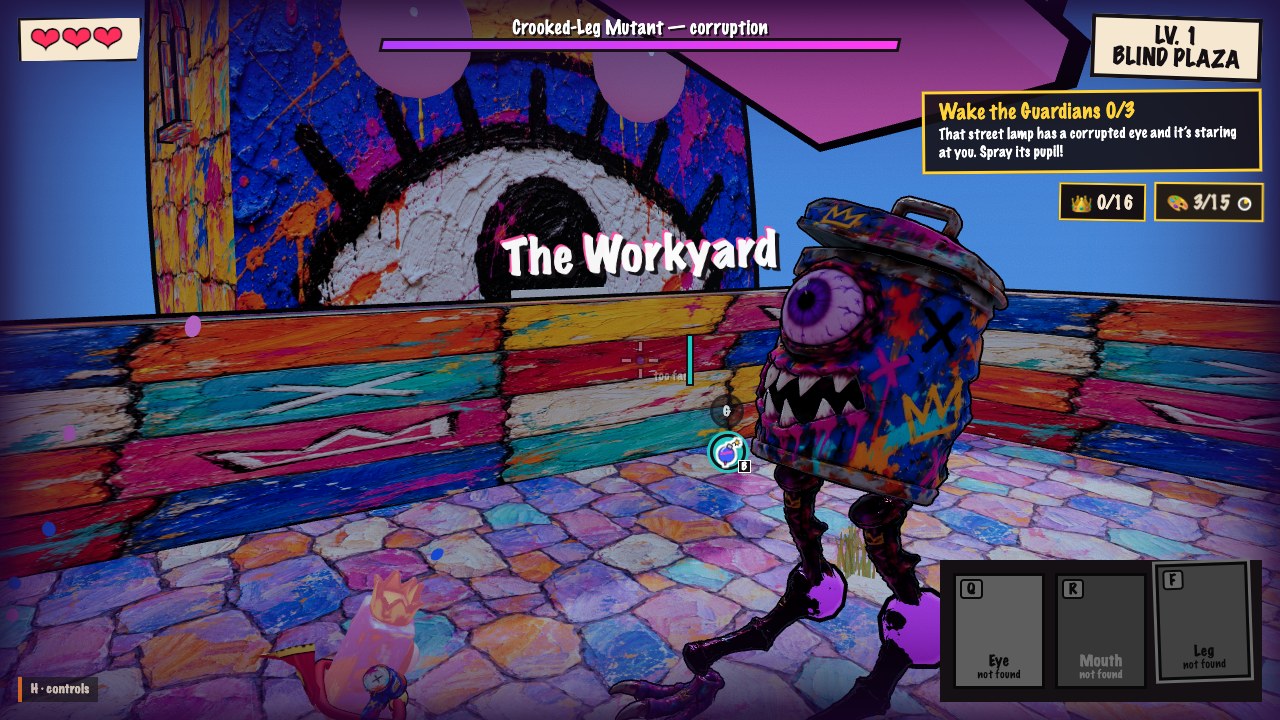 Crooked-Leg Mutant — corruption
LV. 1
BLIND PLAZA
Wake the Guardians 0/3
That street lamp has a corrupted eye and it's staring
at you. Spray its pupil!
0/16
3/15
The Workyard
Too far
G
Q
R
F
Eye
not found
Mouth
not found
Leg
not found
H · controls